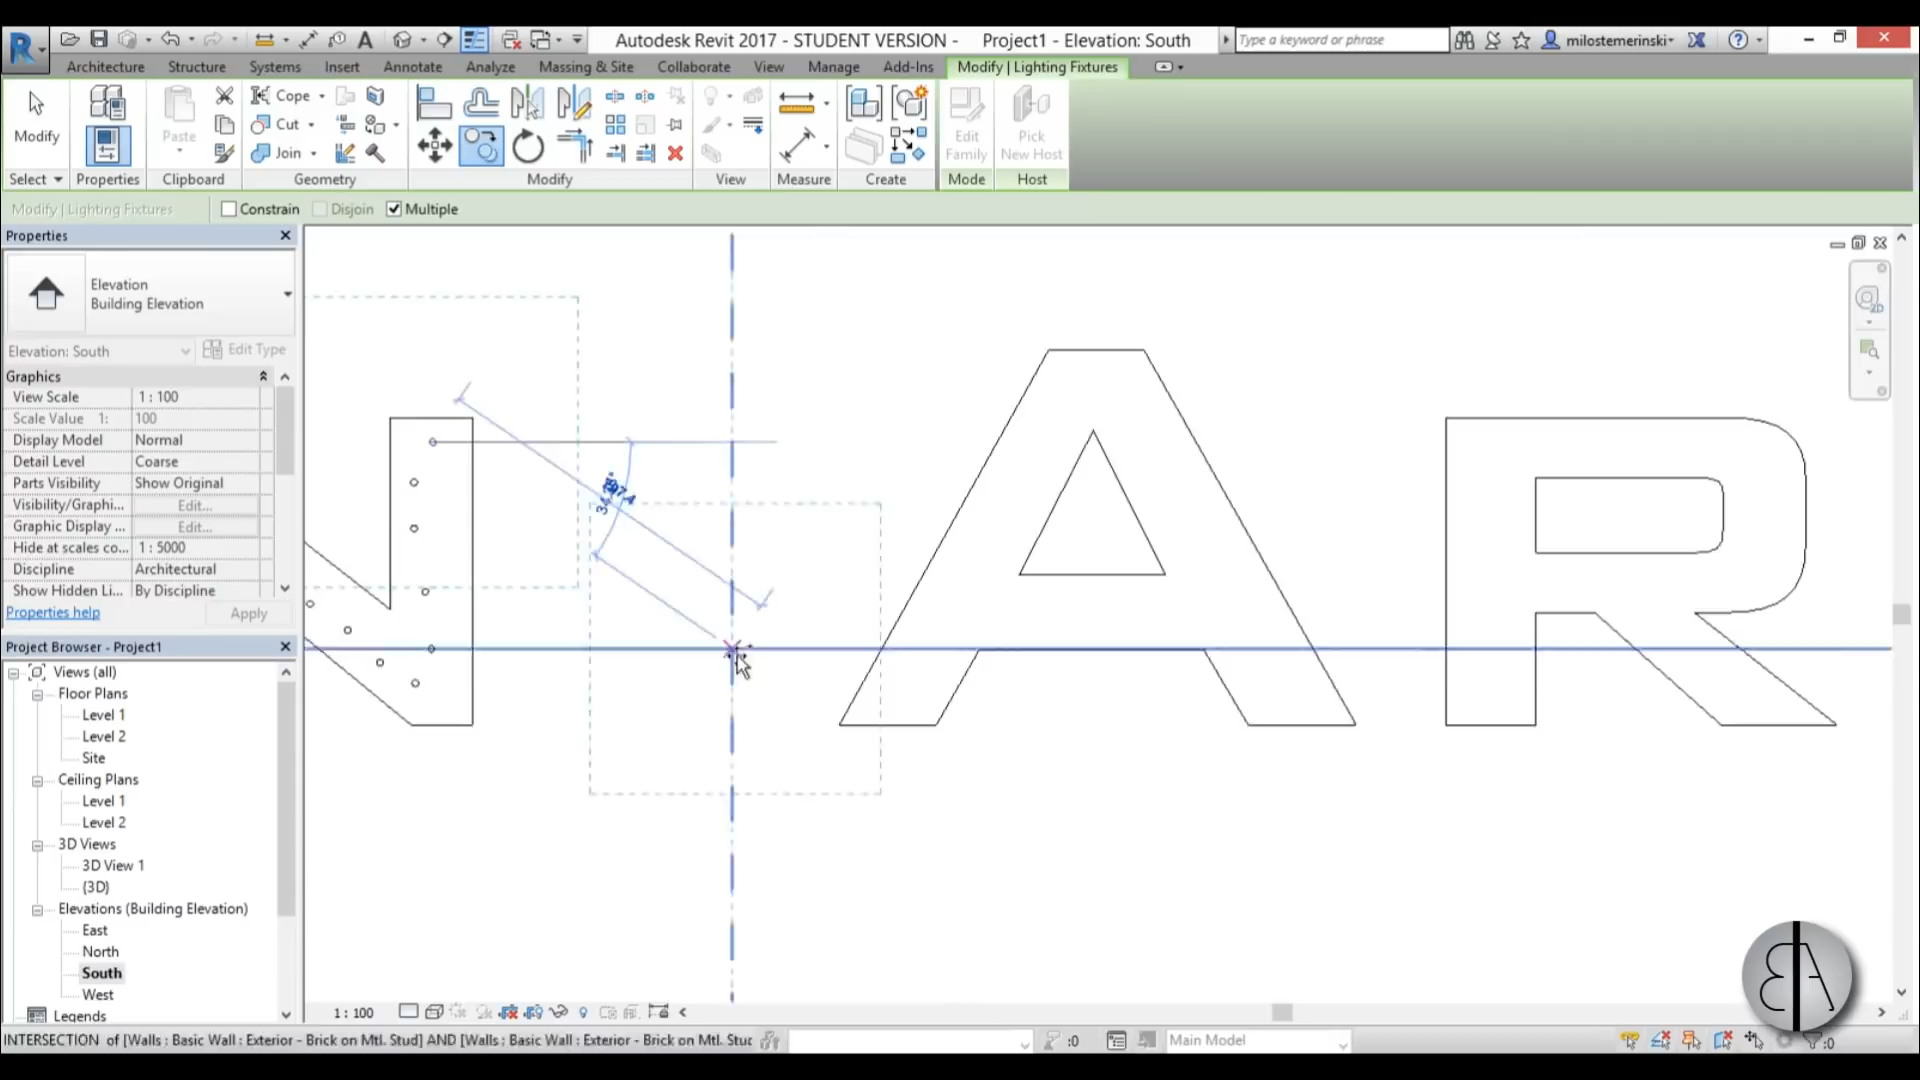 Autodesk Revit 2017 - STUDENT VERSION - Project1 - Elevation: South
Type a keyword or phrase
milostemerinski
Architecture Structure Systems Insert Annotate Analyze Massing & Site Collaborate View Manage Add-Ins Modify | Lighting Fixtures
Modify
Paste
Cope
Cut
Join
Edit Family
Pick New Host
Select Properties Clipboard Geometry Modify View Measure Create Mode Host
Modify | Lighting Fixtures Constrain Disjoin Multiple
Properties
Elevation
Building Elevation
Elevation: South Edit Type
Graphics
View Scale 1 : 100
Scale Value 1: 100
Display Model Normal
Detail Level Coarse
Parts Visibility Show Original
Visibility/Graphi... Edit...
Graphic Display ... Edit...
Hide at scales co... 1 : 5000
Discipline Architectural
Show Hidden Li... By Discipline
Properties help Apply
Project Browser - Project1
Views (all)
Floor Plans
Level 1
Level 2
Site
Ceiling Plans
Level 1
Level 2
3D Views
3D View 1
{3D}
Elevations (Building Elevation)
East
North
South
West
Legends
N A R
2D
1 : 100
INTERSECTION of [Walls : Basic Wall : Exterior - Brick on Mtl. Stud] AND [Walls : Basic Wall : Exterior - Brick on Mtl. Stud
:0
Main Model
:0